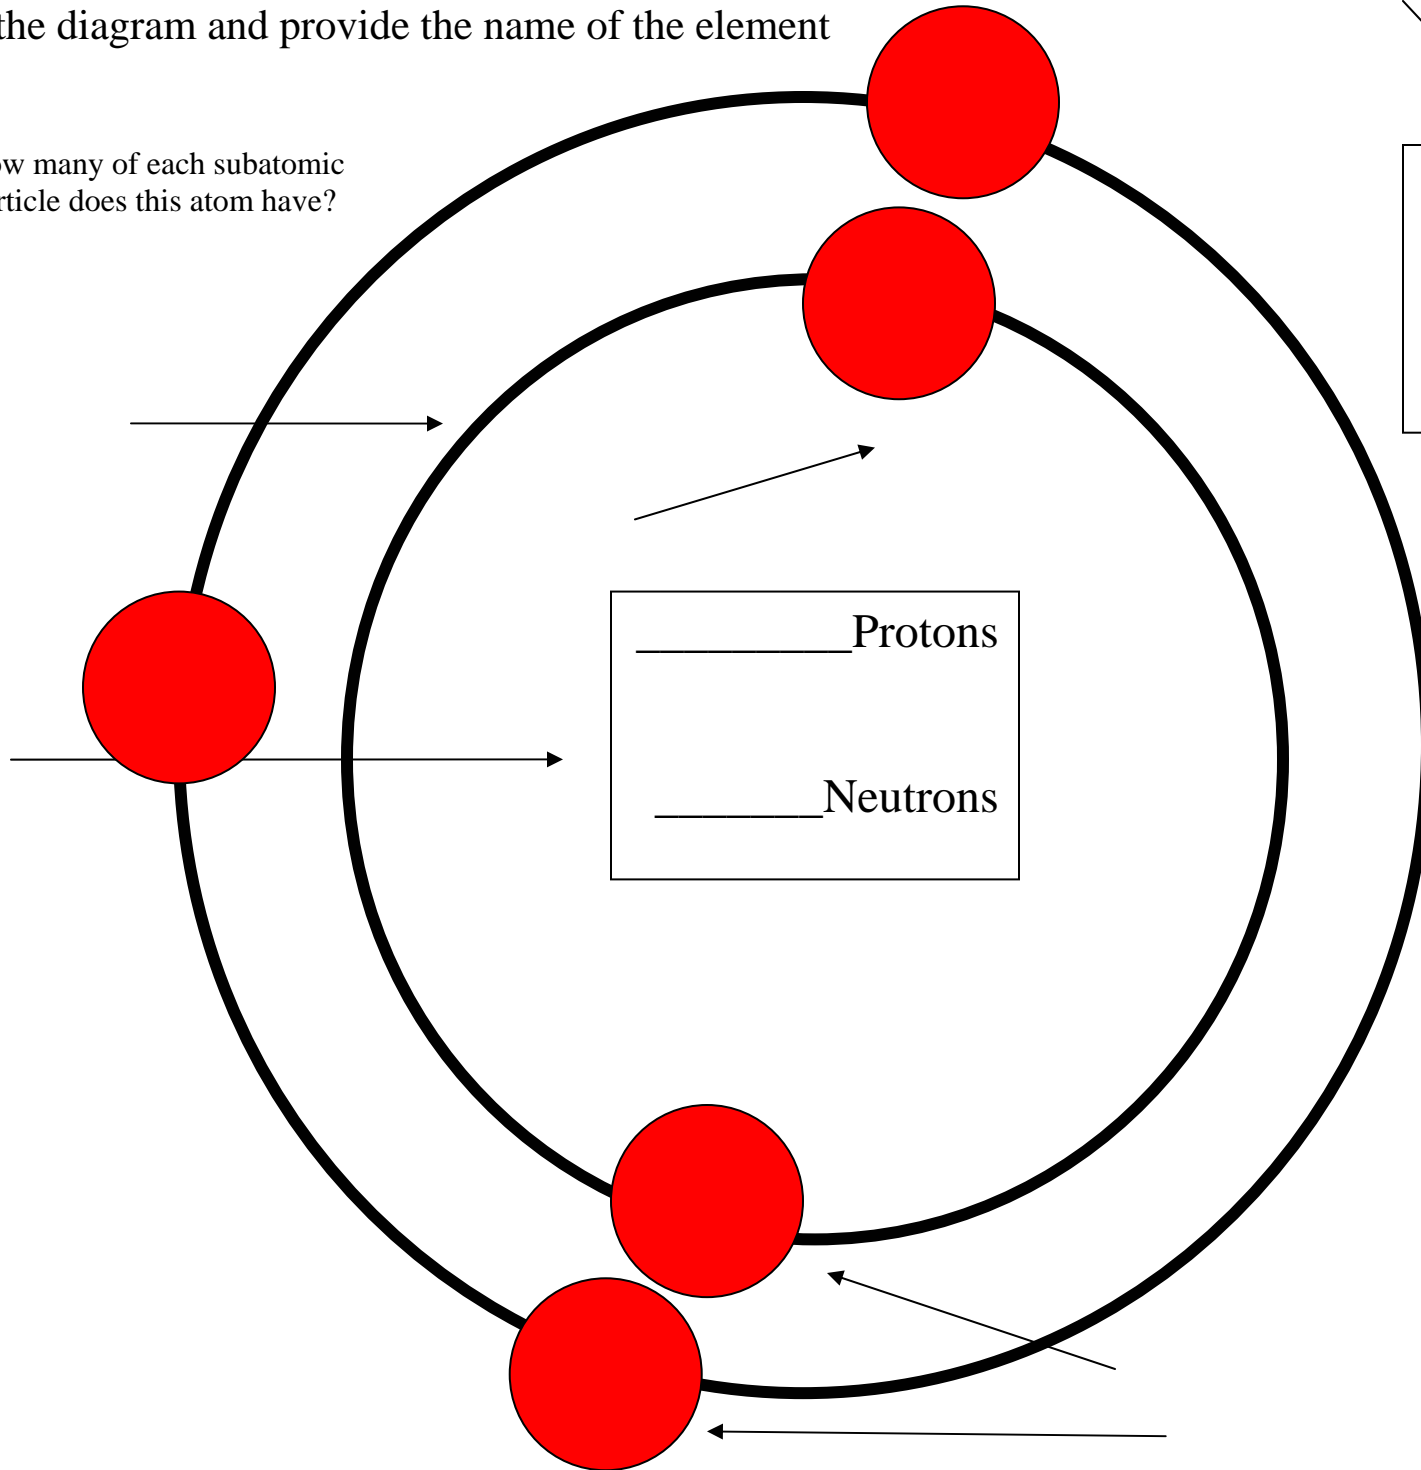 the diagram and provide the name of the element
ow many of each subatomic
rticle does this atom have?
_________Protons
_______Neutrons